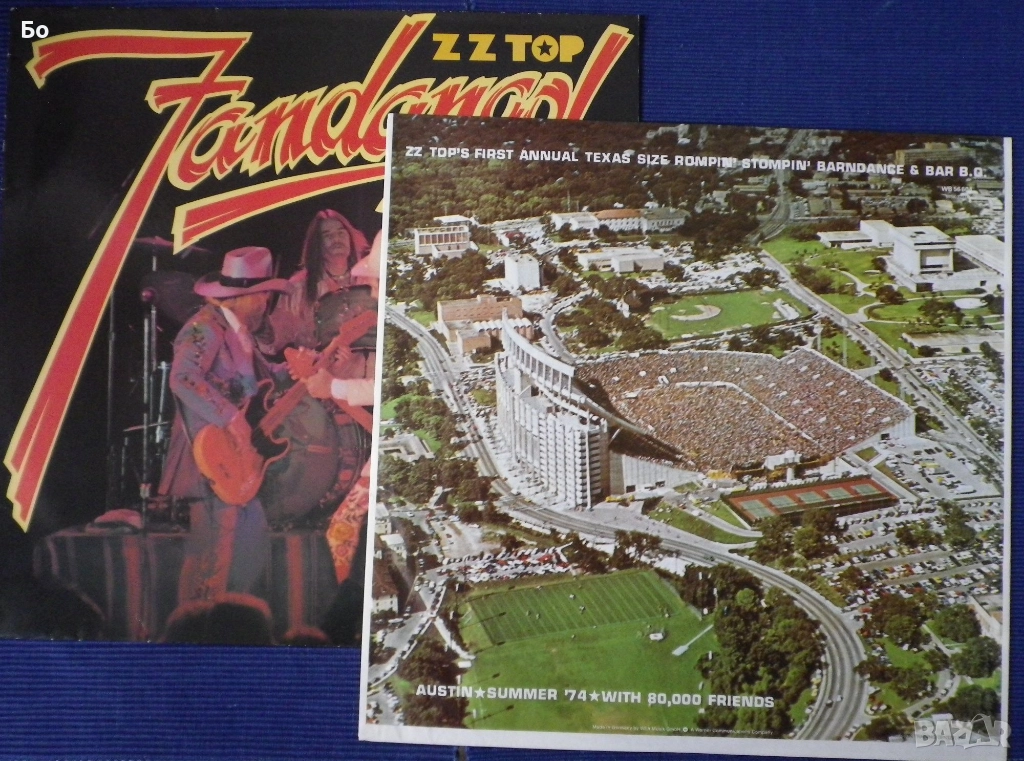 Бо
ZZ TOP
Fandango!
ZZ TOP'S FIRST ANNUAL TEXAS SIZE ROMPIN' STOMPIN' BARNDANCE & BAR B.Q.
AUSTIN★SUMMER '74★WITH 80,000 FRIENDS
BAZAR